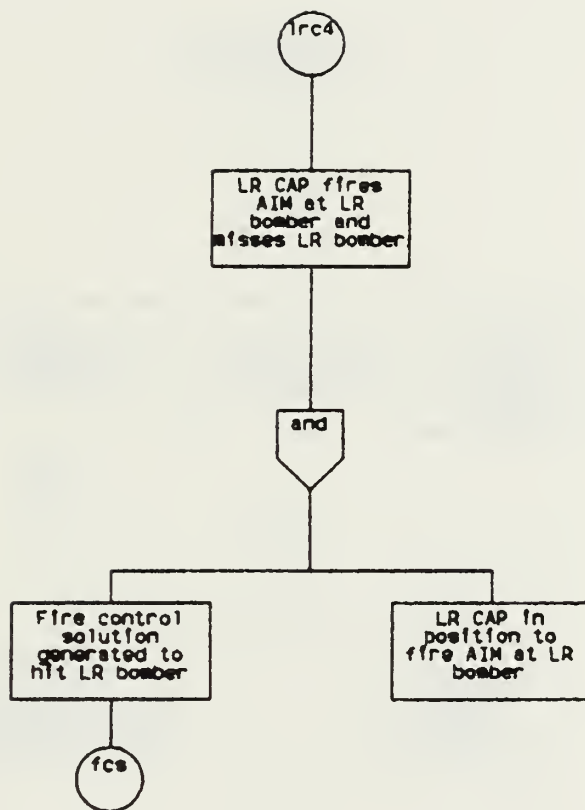 lrc4
LR CAP fires
AIM at LR
bomber and
misses LR bomber
and
Fire control
solution
generated to
hit LR bomber
LR CAP in
position to
fire AIM at LR
bomber
fcs